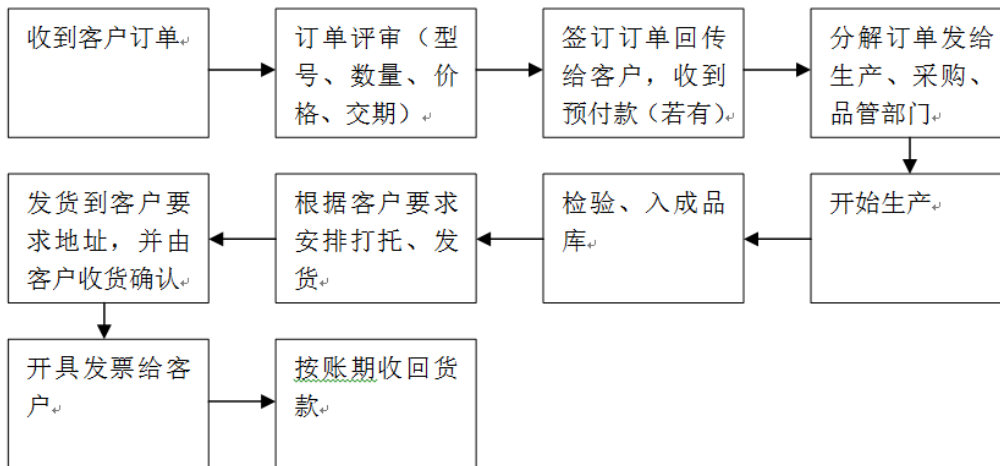 收到客户订单
订单评审（型
号、数量、价
格、交期）
签订订单回传
给客户，收到
预付款（若有）
分解订单发给
生产、采购、
品管部门
开始生产
检验、入成品
库
根据客户要求
安排打托、发
货
发货到客户要
求地址，并由
客户收货确认
开具发票给客
户
按账期收回货
款